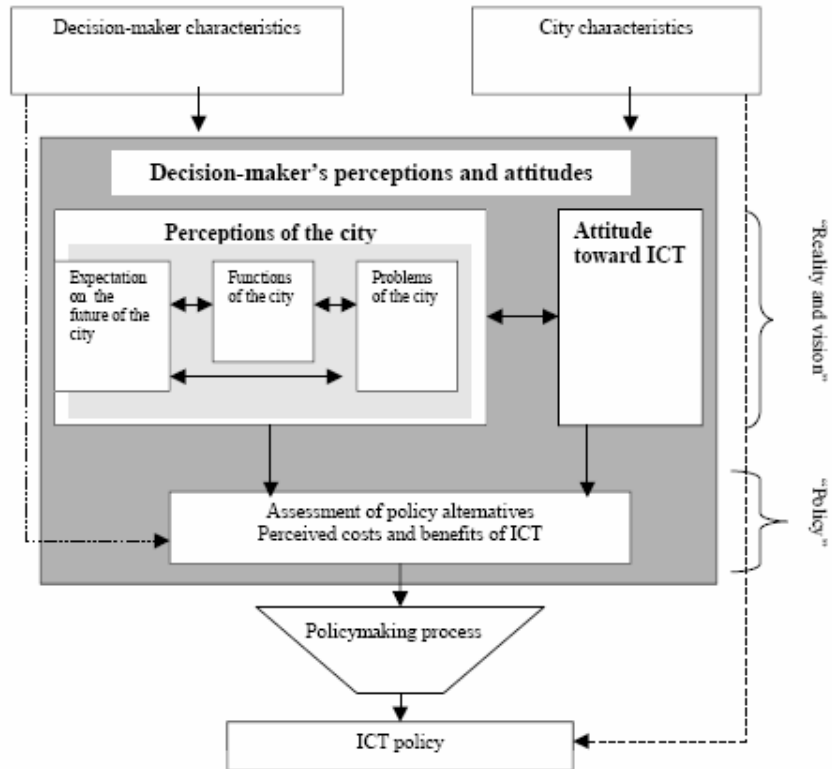 Decision-maker characteristics
City characteristics
Decision-maker's perceptions and attitudes
Perceptions of the city
Expectation
on the
future of the
city
Functions
of the city
Problems
of the city
Attitude
toward ICT
"Reality and vision"
Assessment of policy alternatives
Perceived costs and benefits of ICT
"Policy"
Policymaking process
ICT policy